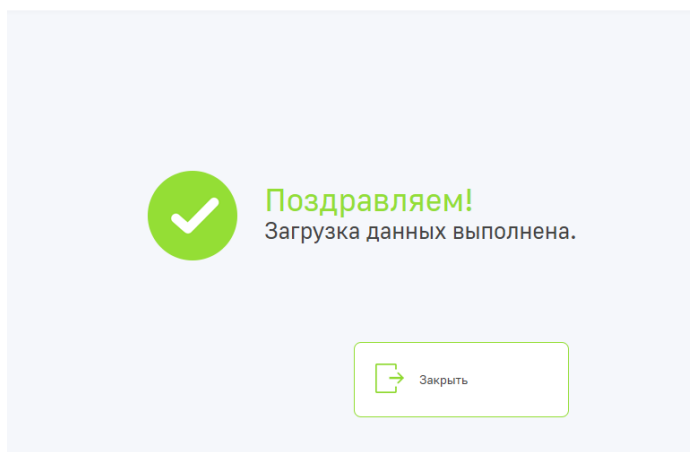 Поздравляем!
Загрузка данных выполнена.
Закрыть